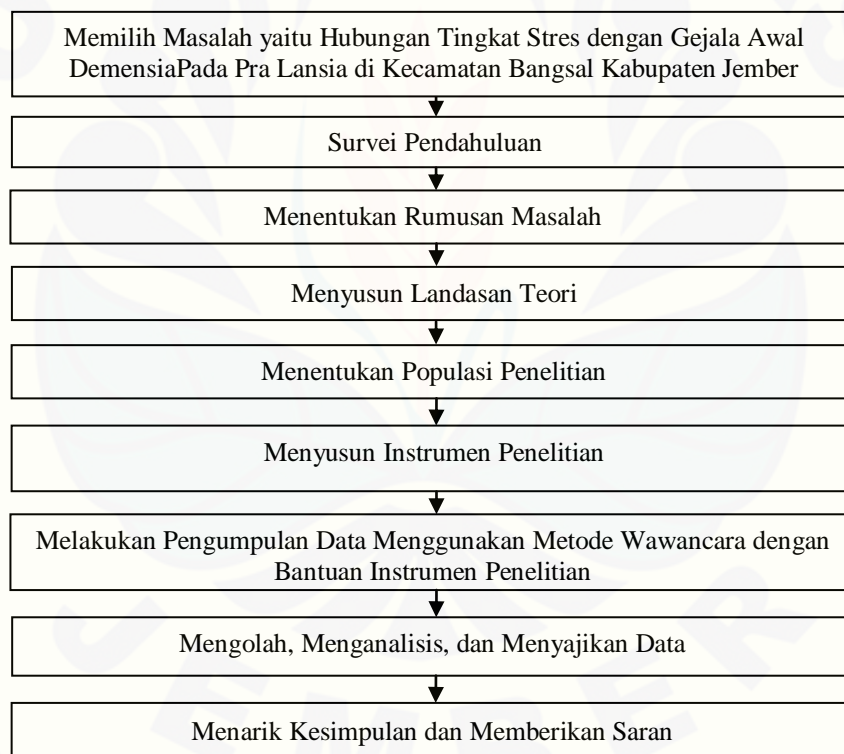 Memilih Masalah yaitu Hubungan Tingkat Stres dengan Gejala Awal
DemensiaPada Pra Lansia di Kecamatan Bangsal Kabupaten Jember
Survei Pendahuluan
Menentukan Rumusan Masalah
Menyusun Landasan Teori
Menentukan Populasi Penelitian
Menyusun Instrumen Penelitian
Melakukan Pengumpulan Data Menggunakan Metode Wawancara dengan
Bantuan Instrumen Penelitian
Mengolah, Menganalisis, dan Menyajikan Data
Menarik Kesimpulan dan Memberikan Saran
JEMBER